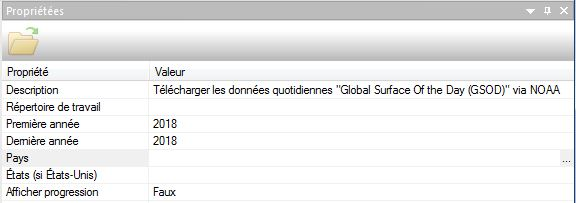 Propriétées
Propriété Valeur
Description Télécharger les données quotidiennes "Global Surface Of the Day (GSOD)" via NOAA
Répertoire de travail
Première année 2018
Dernière année 2018
Pays ...
États (si États-Unis)
Afficher progression Faux